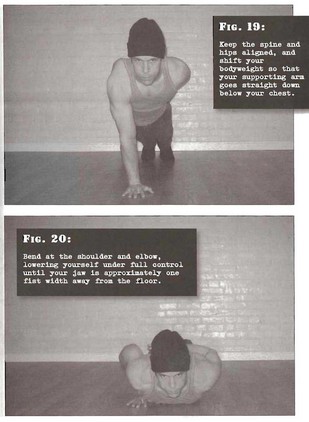 FIG. 19:
Keep the spine and
hips aligned, and
shift your
bodyweight so that
your supporting arm
goes straight down
below your chest.
FIG. 20:
Bend at the shoulder and elbow,
lowering yourself under full control
until your jaw is approximately one
fist width away from the floor.